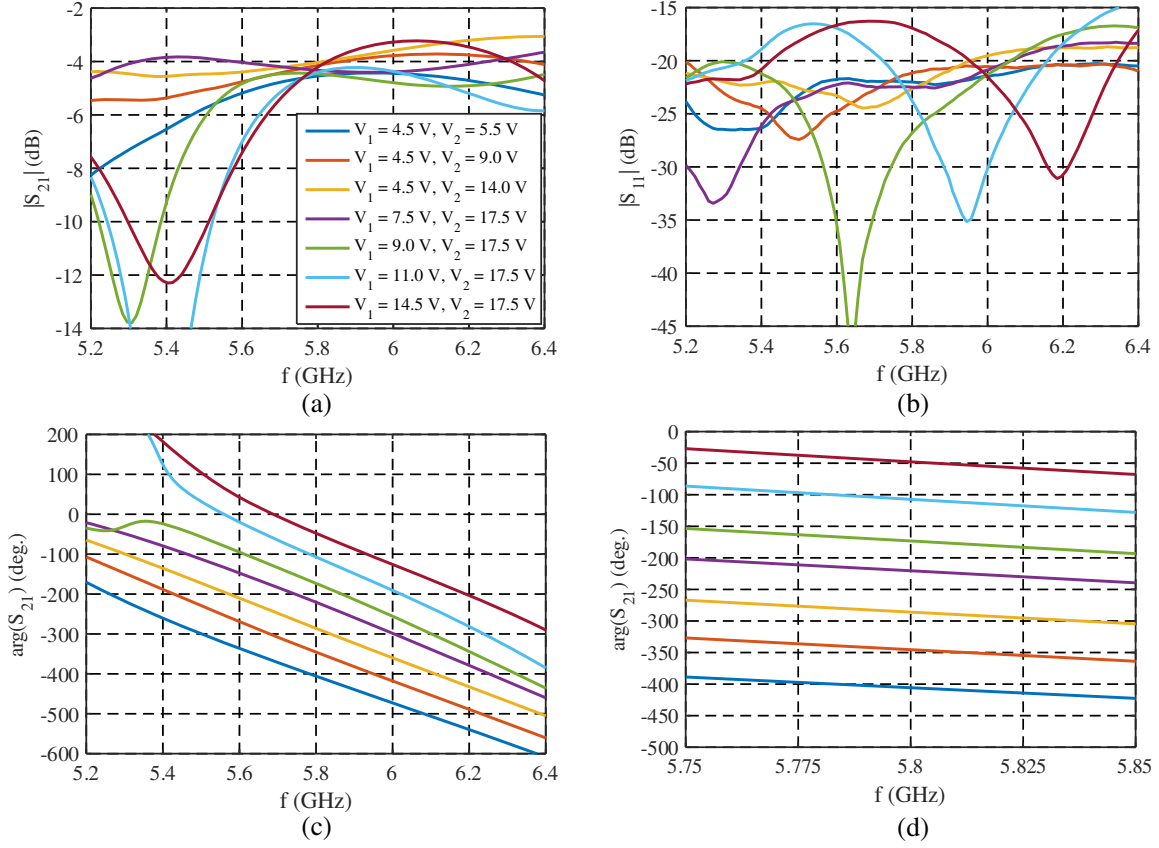 -2
-4
-6
-8
-10
-12
-14
5.2 5.4 5.6 5.8 6 6.2 6.4
|S21| (dB)
f (GHz)
V1 = 4.5 V, V2 = 5.5 V
V1 = 4.5 V, V2 = 9.0 V
V1 = 4.5 V, V2 = 14.0 V
V1 = 7.5 V, V2 = 17.5 V
V1 = 9.0 V, V2 = 17.5 V
V1 = 11.0 V, V2 = 17.5 V
V1 = 14.5 V, V2 = 17.5 V
(a)
-15
-20
-25
-30
-35
-40
-45
5.2 5.4 5.6 5.8 6 6.2 6.4
|S11| (dB)
f (GHz)
(b)
200
100
0
-100
-200
-300
-400
-500
-600
5.2 5.4 5.6 5.8 6 6.2 6.4
arg(S21) (deg.)
f (GHz)
(c)
0
-50
-100
-150
-200
-250
-300
-350
-400
-450
-500
5.75 5.775 5.8 5.825 5.85
arg(S21) (deg.)
f (GHz)
(d)